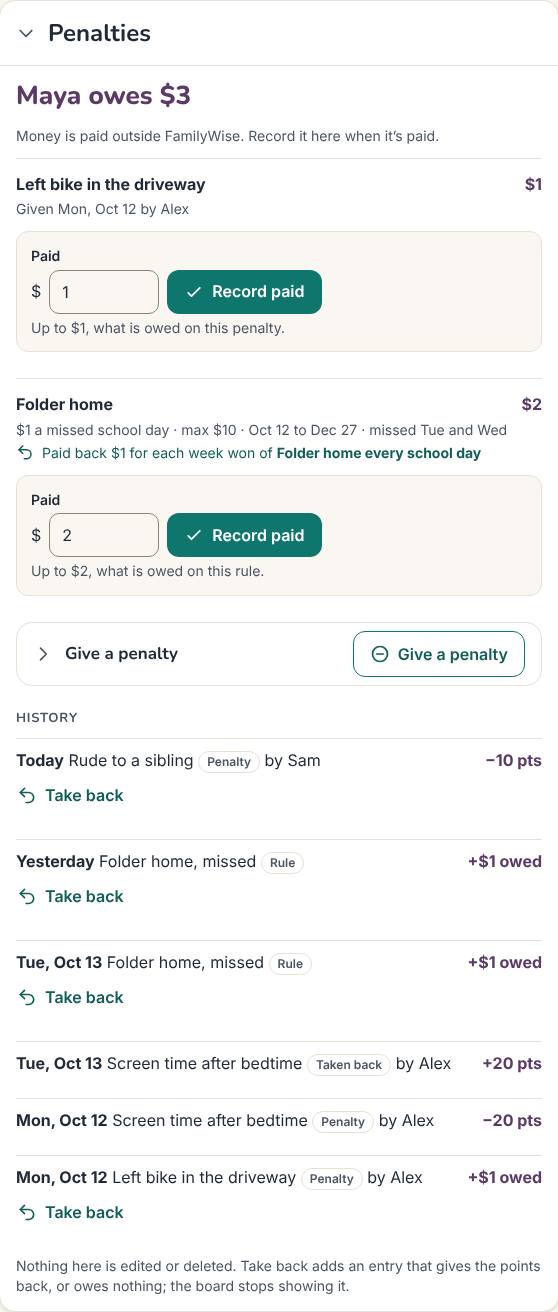 Penalties
Maya owes $3
Money is paid outside FamilyWise. Record it here when it’s paid.
Left bike in the driveway $1
Given Mon, Oct 12 by Alex
Paid
$ 1 Record paid
Up to $1, what is owed on this penalty.
Folder home $2
$1 a missed school day · max $10 · Oct 12 to Dec 27 · missed Tue and Wed
Paid back $1 for each week won of Folder home every school day
Paid
$ 2 Record paid
Up to $2, what is owed on this rule.
Give a penalty Give a penalty
HISTORY
Today Rude to a sibling Penalty by Sam −10 pts
Take back
Yesterday Folder home, missed Rule +$1 owed
Take back
Tue, Oct 13 Folder home, missed Rule +$1 owed
Take back
Tue, Oct 13 Screen time after bedtime Taken back by Alex +20 pts
Mon, Oct 12 Screen time after bedtime Penalty by Alex −20 pts
Mon, Oct 12 Left bike in the driveway Penalty by Alex +$1 owed
Take back
Nothing here is edited or deleted. Take back adds an entry that gives the points
back, or owes nothing; the board stops showing it.